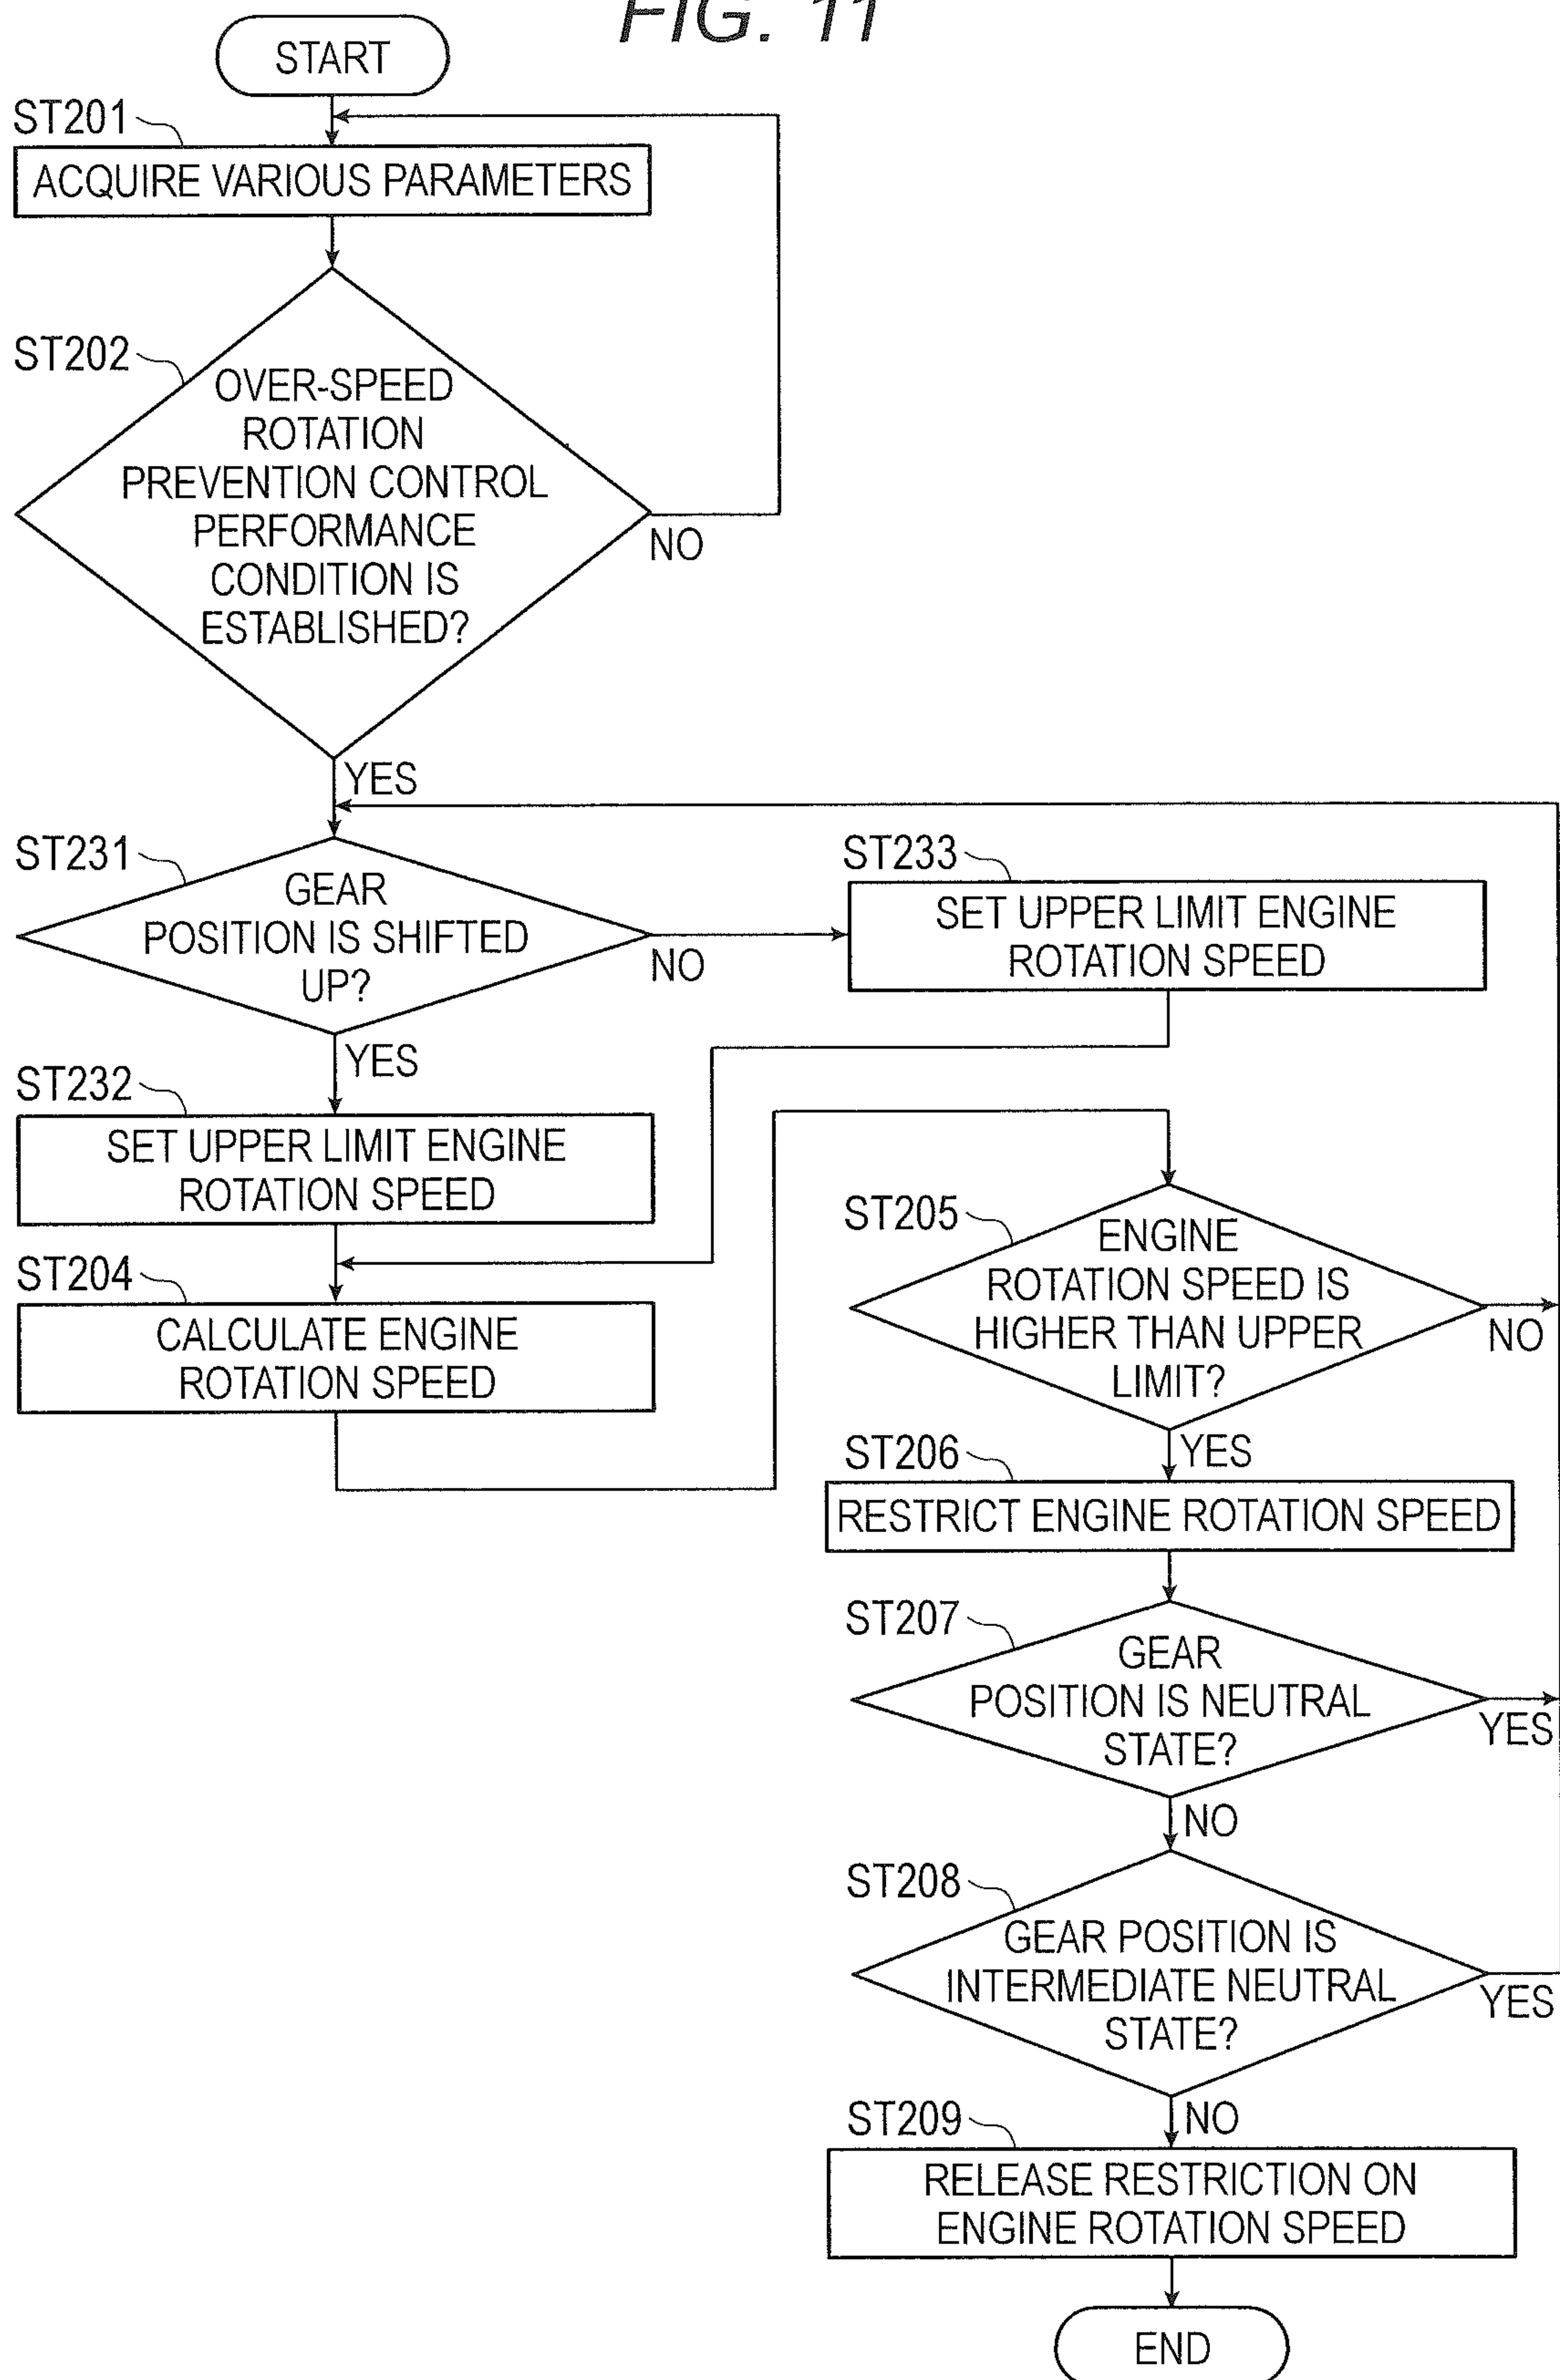 FIG. 11
START
ST201
ACQUIRE VARIOUS PARAMETERS
ST202
OVER-SPEED
ROTATION
PREVENTION CONTROL
PERFORMANCE
CONDITION IS
ESTABLISHED?
NO
YES
ST231
GEAR
POSITION IS SHIFTED
UP?
NO
YES
ST233
SET UPPER LIMIT ENGINE
ROTATION SPEED
ST232
SET UPPER LIMIT ENGINE
ROTATION SPEED
ST204
CALCULATE ENGINE
ROTATION SPEED
ST205
ENGINE
ROTATION SPEED IS
HIGHER THAN UPPER
LIMIT?
NO
YES
ST206
RESTRICT ENGINE ROTATION SPEED
ST207
GEAR
POSITION IS NEUTRAL
STATE?
YES
NO
ST208
GEAR POSITION IS
INTERMEDIATE NEUTRAL
STATE?
YES
NO
ST209
RELEASE RESTRICTION ON
ENGINE ROTATION SPEED
END